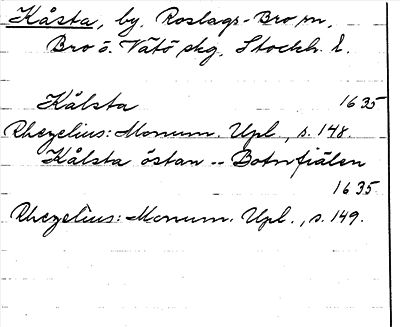 Kåsta, by, Roslags-Bro sn,
Bro o. Vätö skg. Stockh. l.
Kålsta 1635
Rhezelius: Monum. Upl., s. 148.
Kålsta östan -- Botnfiälen
1635
Rhezelius: Monum. Upl., s. 149.